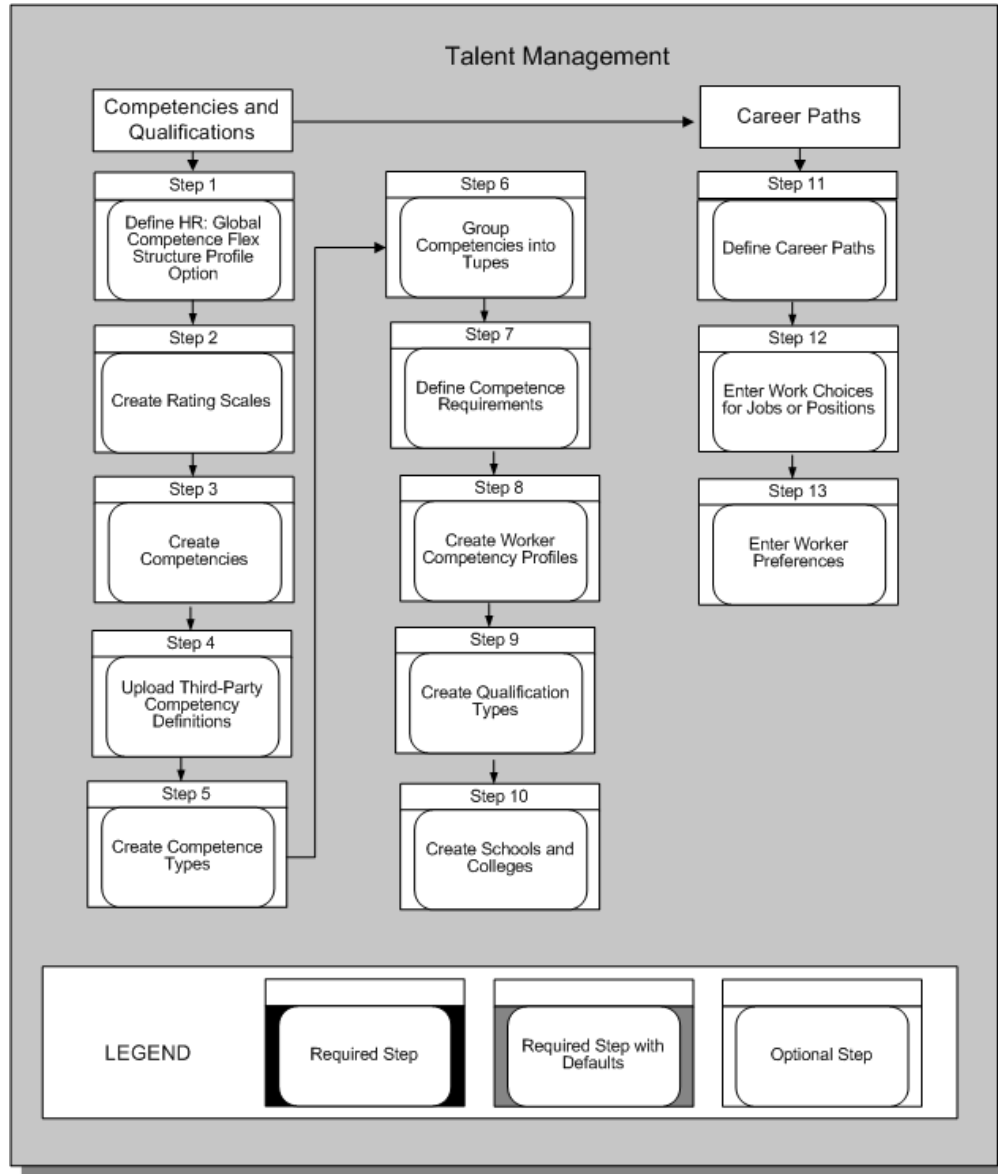 Talent Management
Competencies and
Qualifications
Career Paths
Step 1
Define HR: Global
Competence Flex
Structure Profile
Option
Step 2
Create Rating Scales
Step 3
Create
Competencies
Step 4
Upload Third-Party
Competency
Definitions
Step 5
Create Competence
Types
Step 6
Group
Competencies into
Tupes
Step 7
Define Competence
Requirements
Step 8
Create Worker
Competency Profiles
Step 9
Create Qualification
Types
Step 10
Create Schools and
Colleges
Step 11
Define Career Paths
Step 12
Enter Work Choices
for Jobs or Positions
Step 13
Enter Worker
Preferences
LEGEND
Required Step
Required Step with
Defaults
Optional Step